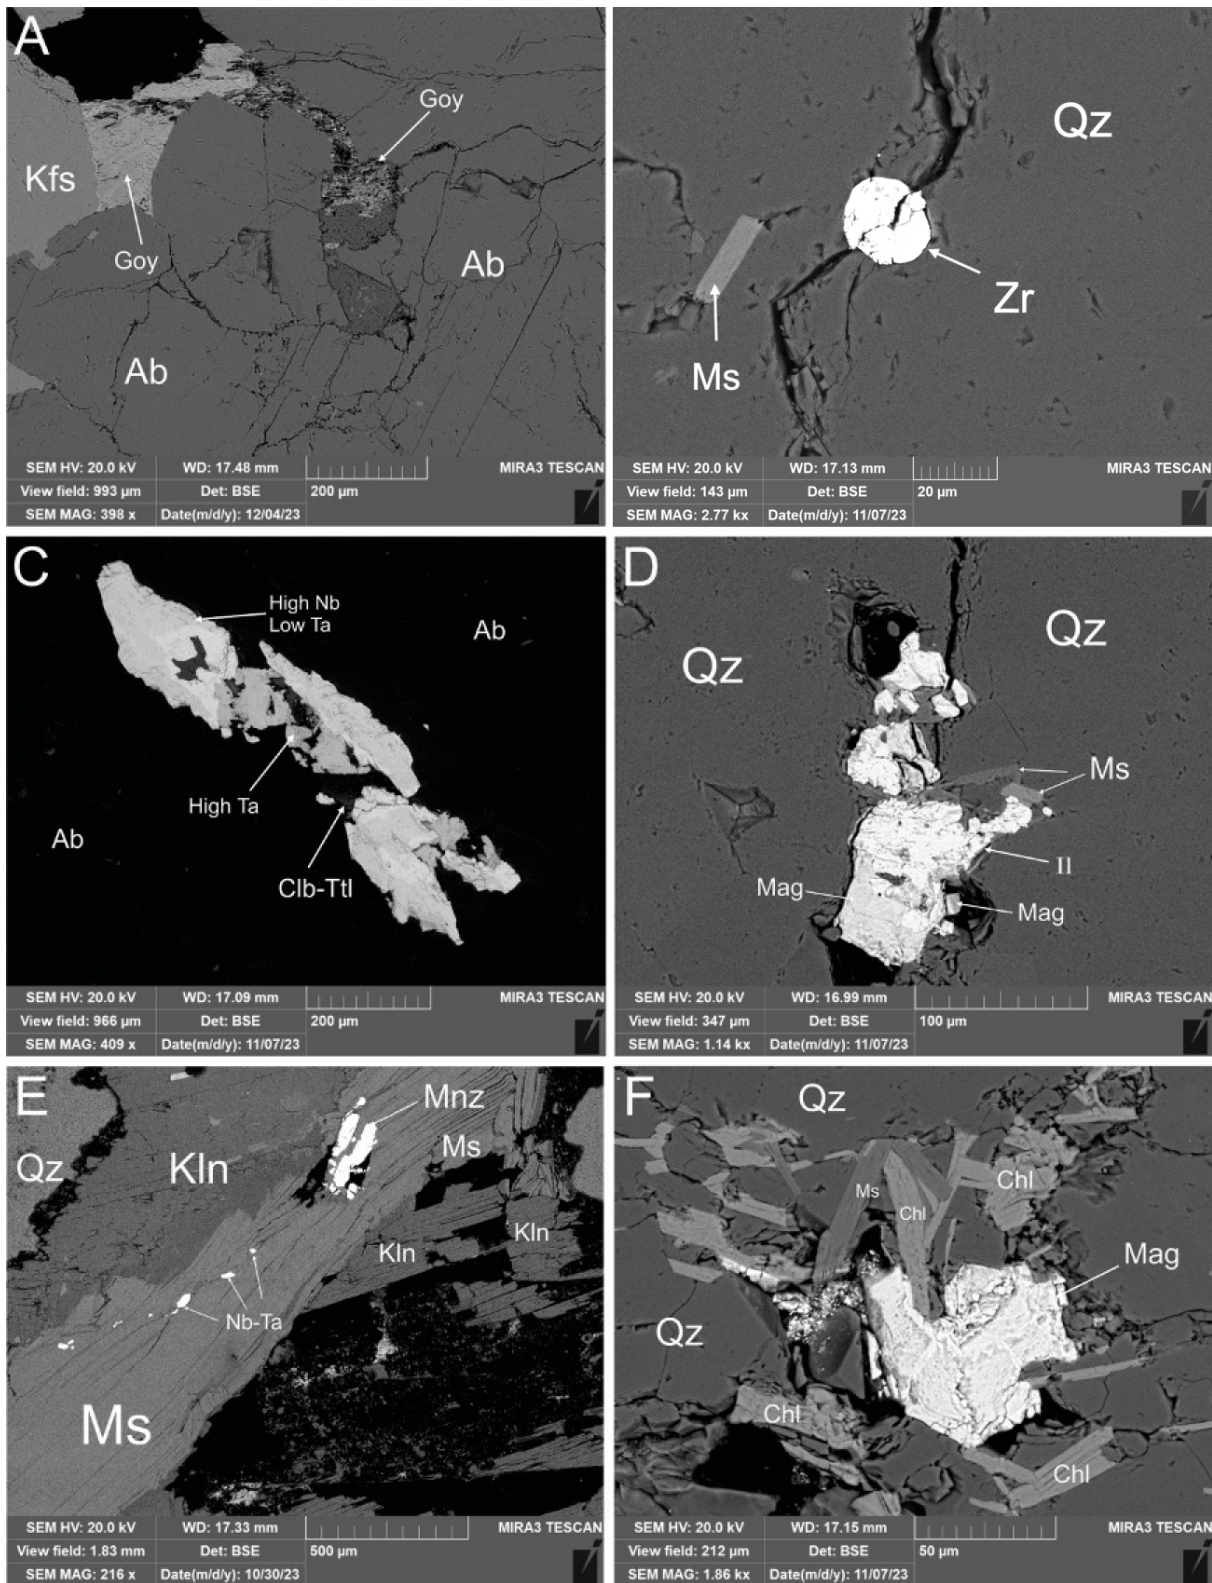 A
Goy
Kfs
Goy
Ab
Ab
SEM HV: 20.0 kV WD: 17.48 mm MIRA3 TESCAN
View field: 993 µm Det: BSE 200 µm
SEM MAG: 398 x Date(m/d/y): 12/04/23
Qz
Zr
Ms
SEM HV: 20.0 kV WD: 17.13 mm MIRA3 TESCAN
View field: 143 µm Det: BSE 20 µm
SEM MAG: 2.77 kx Date(m/d/y): 11/07/23
C
High Nb
Low Ta
Ab
High Ta
Ab
Clb-Ttl
SEM HV: 20.0 kV WD: 17.09 mm MIRA3 TESCAN
View field: 966 µm Det: BSE 200 µm
SEM MAG: 409 x Date(m/d/y): 11/07/23
D
Qz
Qz
Ms
Il
Mag
Mag
SEM HV: 20.0 kV WD: 16.99 mm MIRA3 TESCAN
View field: 347 µm Det: BSE 100 µm
SEM MAG: 1.14 kx Date(m/d/y): 11/07/23
E
Mnz
Ms
Qz
Kln
Kln
Kln
Nb-Ta
Ms
SEM HV: 20.0 kV WD: 17.33 mm MIRA3 TESCAN
View field: 1.83 mm Det: BSE 500 µm
SEM MAG: 216 x Date(m/d/y): 10/30/23
F
Qz
Chl
Ms
Chl
Mag
Qz
Chl
Chl
SEM HV: 20.0 kV WD: 17.15 mm MIRA3 TESCAN
View field: 212 µm Det: BSE 50 µm
SEM MAG: 1.86 kx Date(m/d/y): 11/07/23